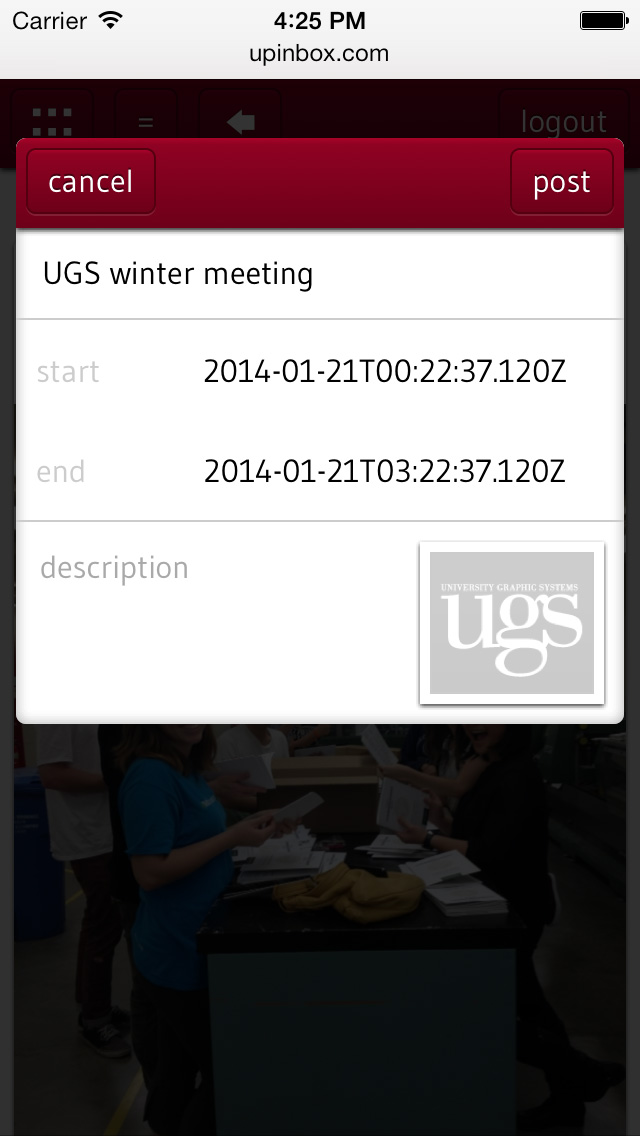 Carrier 4:25 PM
upinbox.com
= logout
cancel post
UGS winter meeting
start 2014-01-21T00:22:37.120Z
end 2014-01-21T03:22:37.120Z
description
UNIVERSITY GRAPHIC SYSTEMS
ugs